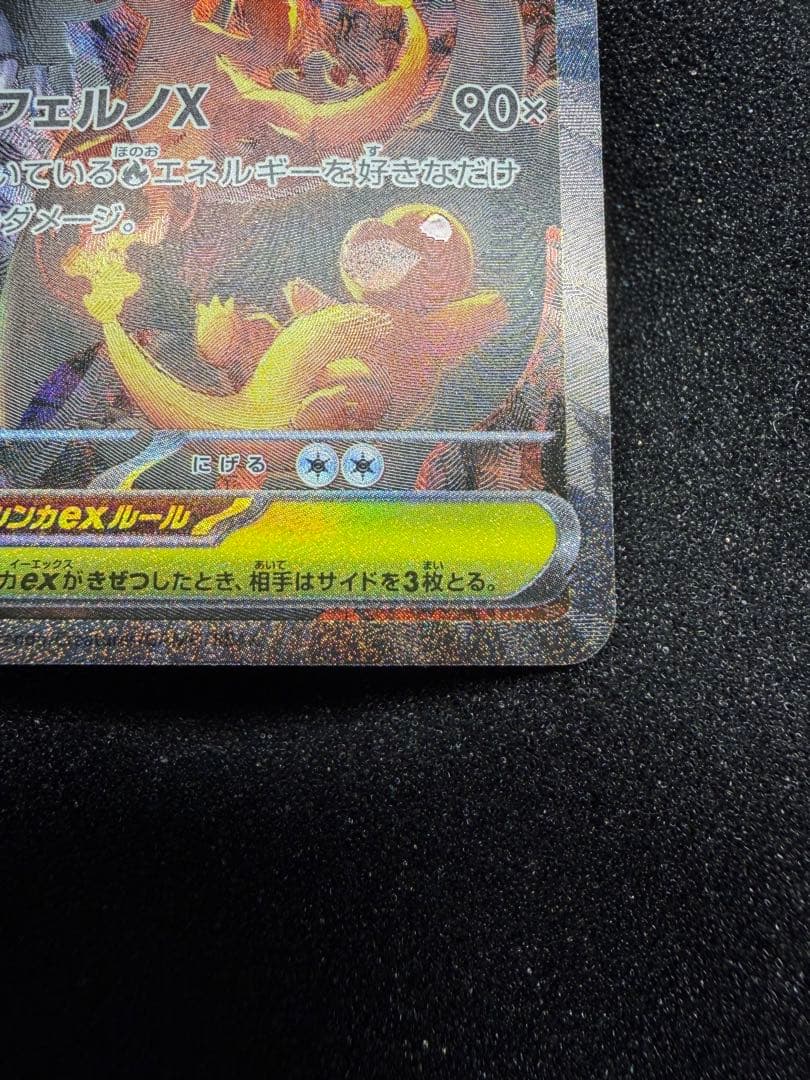 フェルノX 90×
ほのお す
いている エネルギーを好きなだけ
ダメージ。
にげる
ンカexルール
イーエックス あいて まい
カexがきぜつしたとき、相手はサイドを3枚とる。